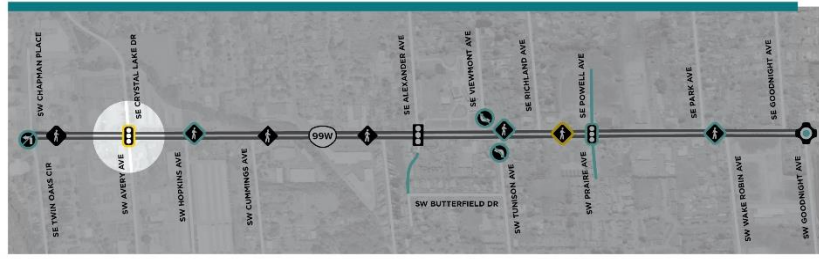 SW CHAPMAN PLACE
SE CRYSTAL LAKE DR
SE ALEXANDER AVE
SE VIEWMONT AVE
SE RICHLAND AVE
SE POWELL AVE
SE PARK AVE
SE GOODNIGHT AVE
99W
SE TWIN OAKS CIR
SW AVERY AVE
SW HOPKINS AVE
SW CUMMINGS AVE
SW BUTTERFIELD DR
SW TUNISON AVE
SW PRAIRE AVE
SW WAKE ROBIN AVE
SW GOODNIGHT AVE